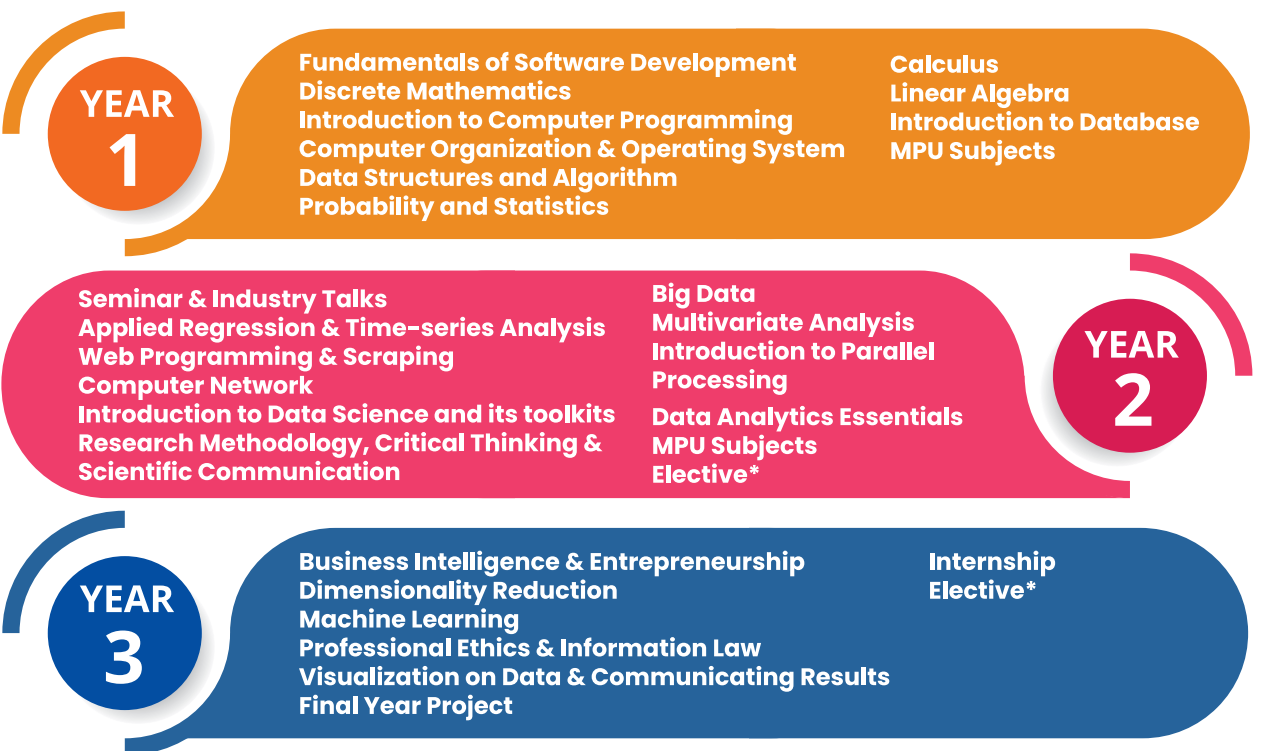 YEAR
1
Fundamentals of Software Development
Discrete Mathematics
Introduction to Computer Programming
Computer Organization & Operating System
Data Structures and Algorithm
Probability and Statistics
Calculus
Linear Algebra
Introduction to Database
MPU Subjects
Seminar & Industry Talks
Applied Regression & Time-series Analysis
Web Programming & Scraping
Computer Network
Introduction to Data Science and its toolkits
Research Methodology, Critical Thinking &
Scientific Communication
Big Data
Multivariate Analysis
Introduction to Parallel
Processing
Data Analytics Essentials
MPU Subjects
Elective*
YEAR
2
YEAR
3
Business Intelligence & Entrepreneurship
Dimensionality Reduction
Machine Learning
Professional Ethics & Information Law
Visualization on Data & Communicating Results
Final Year Project
Internship
Elective*